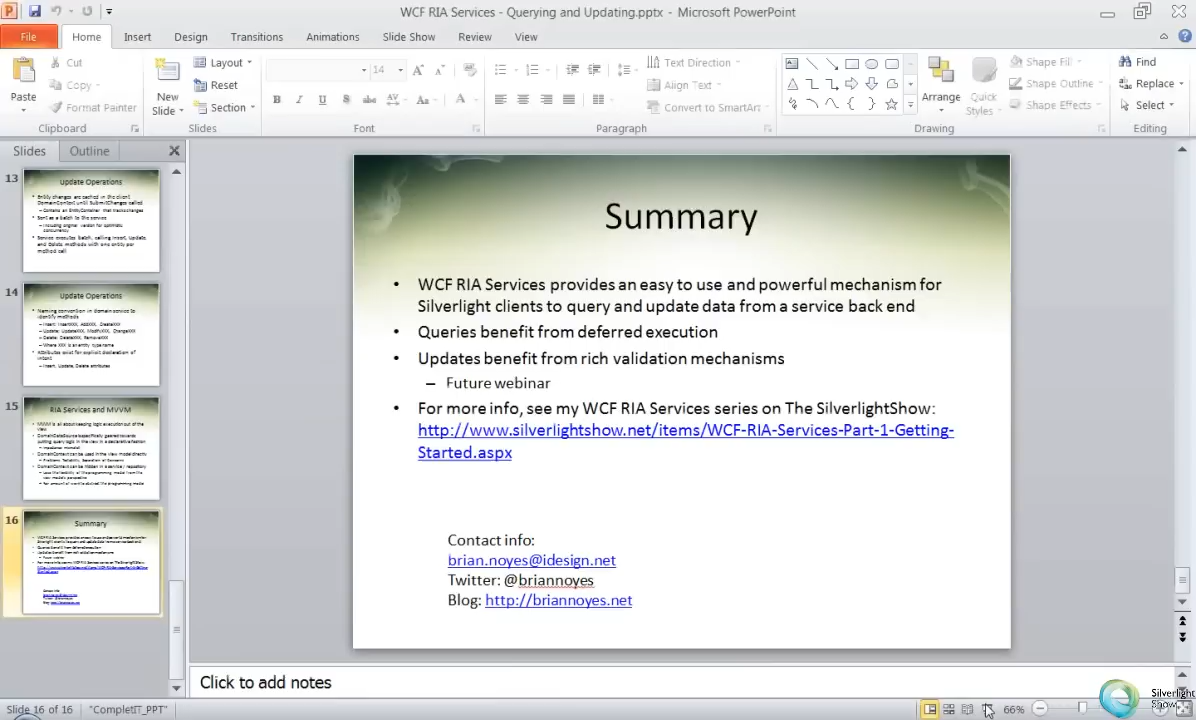 WCF RIA Services - Querying and Updating.pptx - Microsoft PowerPoint
File Home Insert Design Transitions Animations Slide Show Review View
Paste
Cut
Copy
Format Painter
Clipboard
New Slide
Layout
Reset
Section
Slides
14
Font
Text Direction
Align Text
Convert to SmartArt
Paragraph
Arrange
Quick Styles
Shape Fill
Shape Outline
Shape Effects
Drawing
Find
Replace
Select
Editing
Slides Outline
13
Update Operations
14
Update Operations
15
RIA Services and MVVM
16
Summary
Summary
• WCF RIA Services provides an easy to use and powerful mechanism for
Silverlight clients to query and update data from a service back end
• Queries benefit from deferred execution
• Updates benefit from rich validation mechanisms
– Future webinar
• For more info, see my WCF RIA Services series on The SilverlightShow:
http://www.silverlightshow.net/items/WCF-RIA-Services-Part-1-Getting-
Started.aspx
Contact info:
brian.noyes@idesign.net
Twitter: @briannoyes
Blog: http://briannoyes.net
Click to add notes
Slide 16 of 16
"CompletIT_PPT"
66%
Silverlight
Show